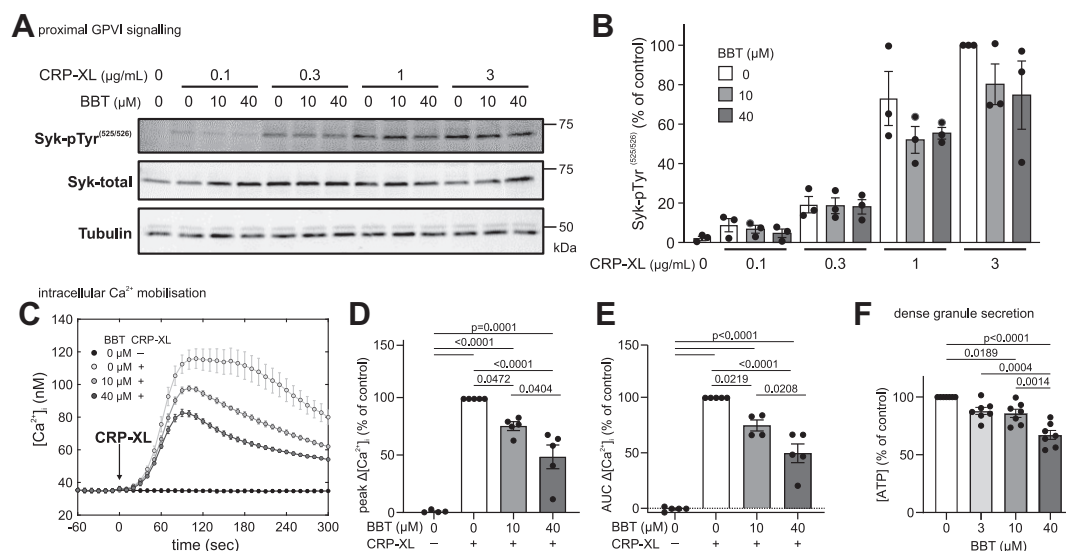 A proximal GPVI signalling
CRP-XL (µg/mL) 0 0.1 0.3 1 3
BBT (µM) 0 0 10 40 0 10 40 0 10 40 0 10 40
Syk-pTyr(525/526)
75
Syk-total
75
Tubulin
50
kDa
B
Syk-pTyr (525/526) (% of control)
100
80
60
40
20
0
BBT (µM)
0
10
40
0 0.1 0.3 1 3
CRP-XL (µg/mL)
intracellular Ca2+ mobilisation
C
[Ca2+]i (nM)
140
120
100
80
60
40
20
BBT CRP-XL
0 µM –
0 µM +
10 µM +
40 µM +
CRP-XL
-60 0 60 120 180 240 300
time (sec)
D
peak Δ[Ca2+]i (% of control)
p=0.0001
<0.0001
<0.0001
0.0472
0.0404
150
100
50
0
BBT (µM) 0 0 10 40
CRP-XL – + + +
E
AUC Δ[Ca2+]i (% of control)
p<0.0001
<0.0001
0.0219
0.0208
150
100
50
0
BBT (µM) 0 0 10 40
CRP-XL – + + +
dense granule secretion
F
[ATP] (% of control)
p<0.0001
0.0189
0.0004
0.0014
150
100
50
0
0 3 10 40
BBT (µM)